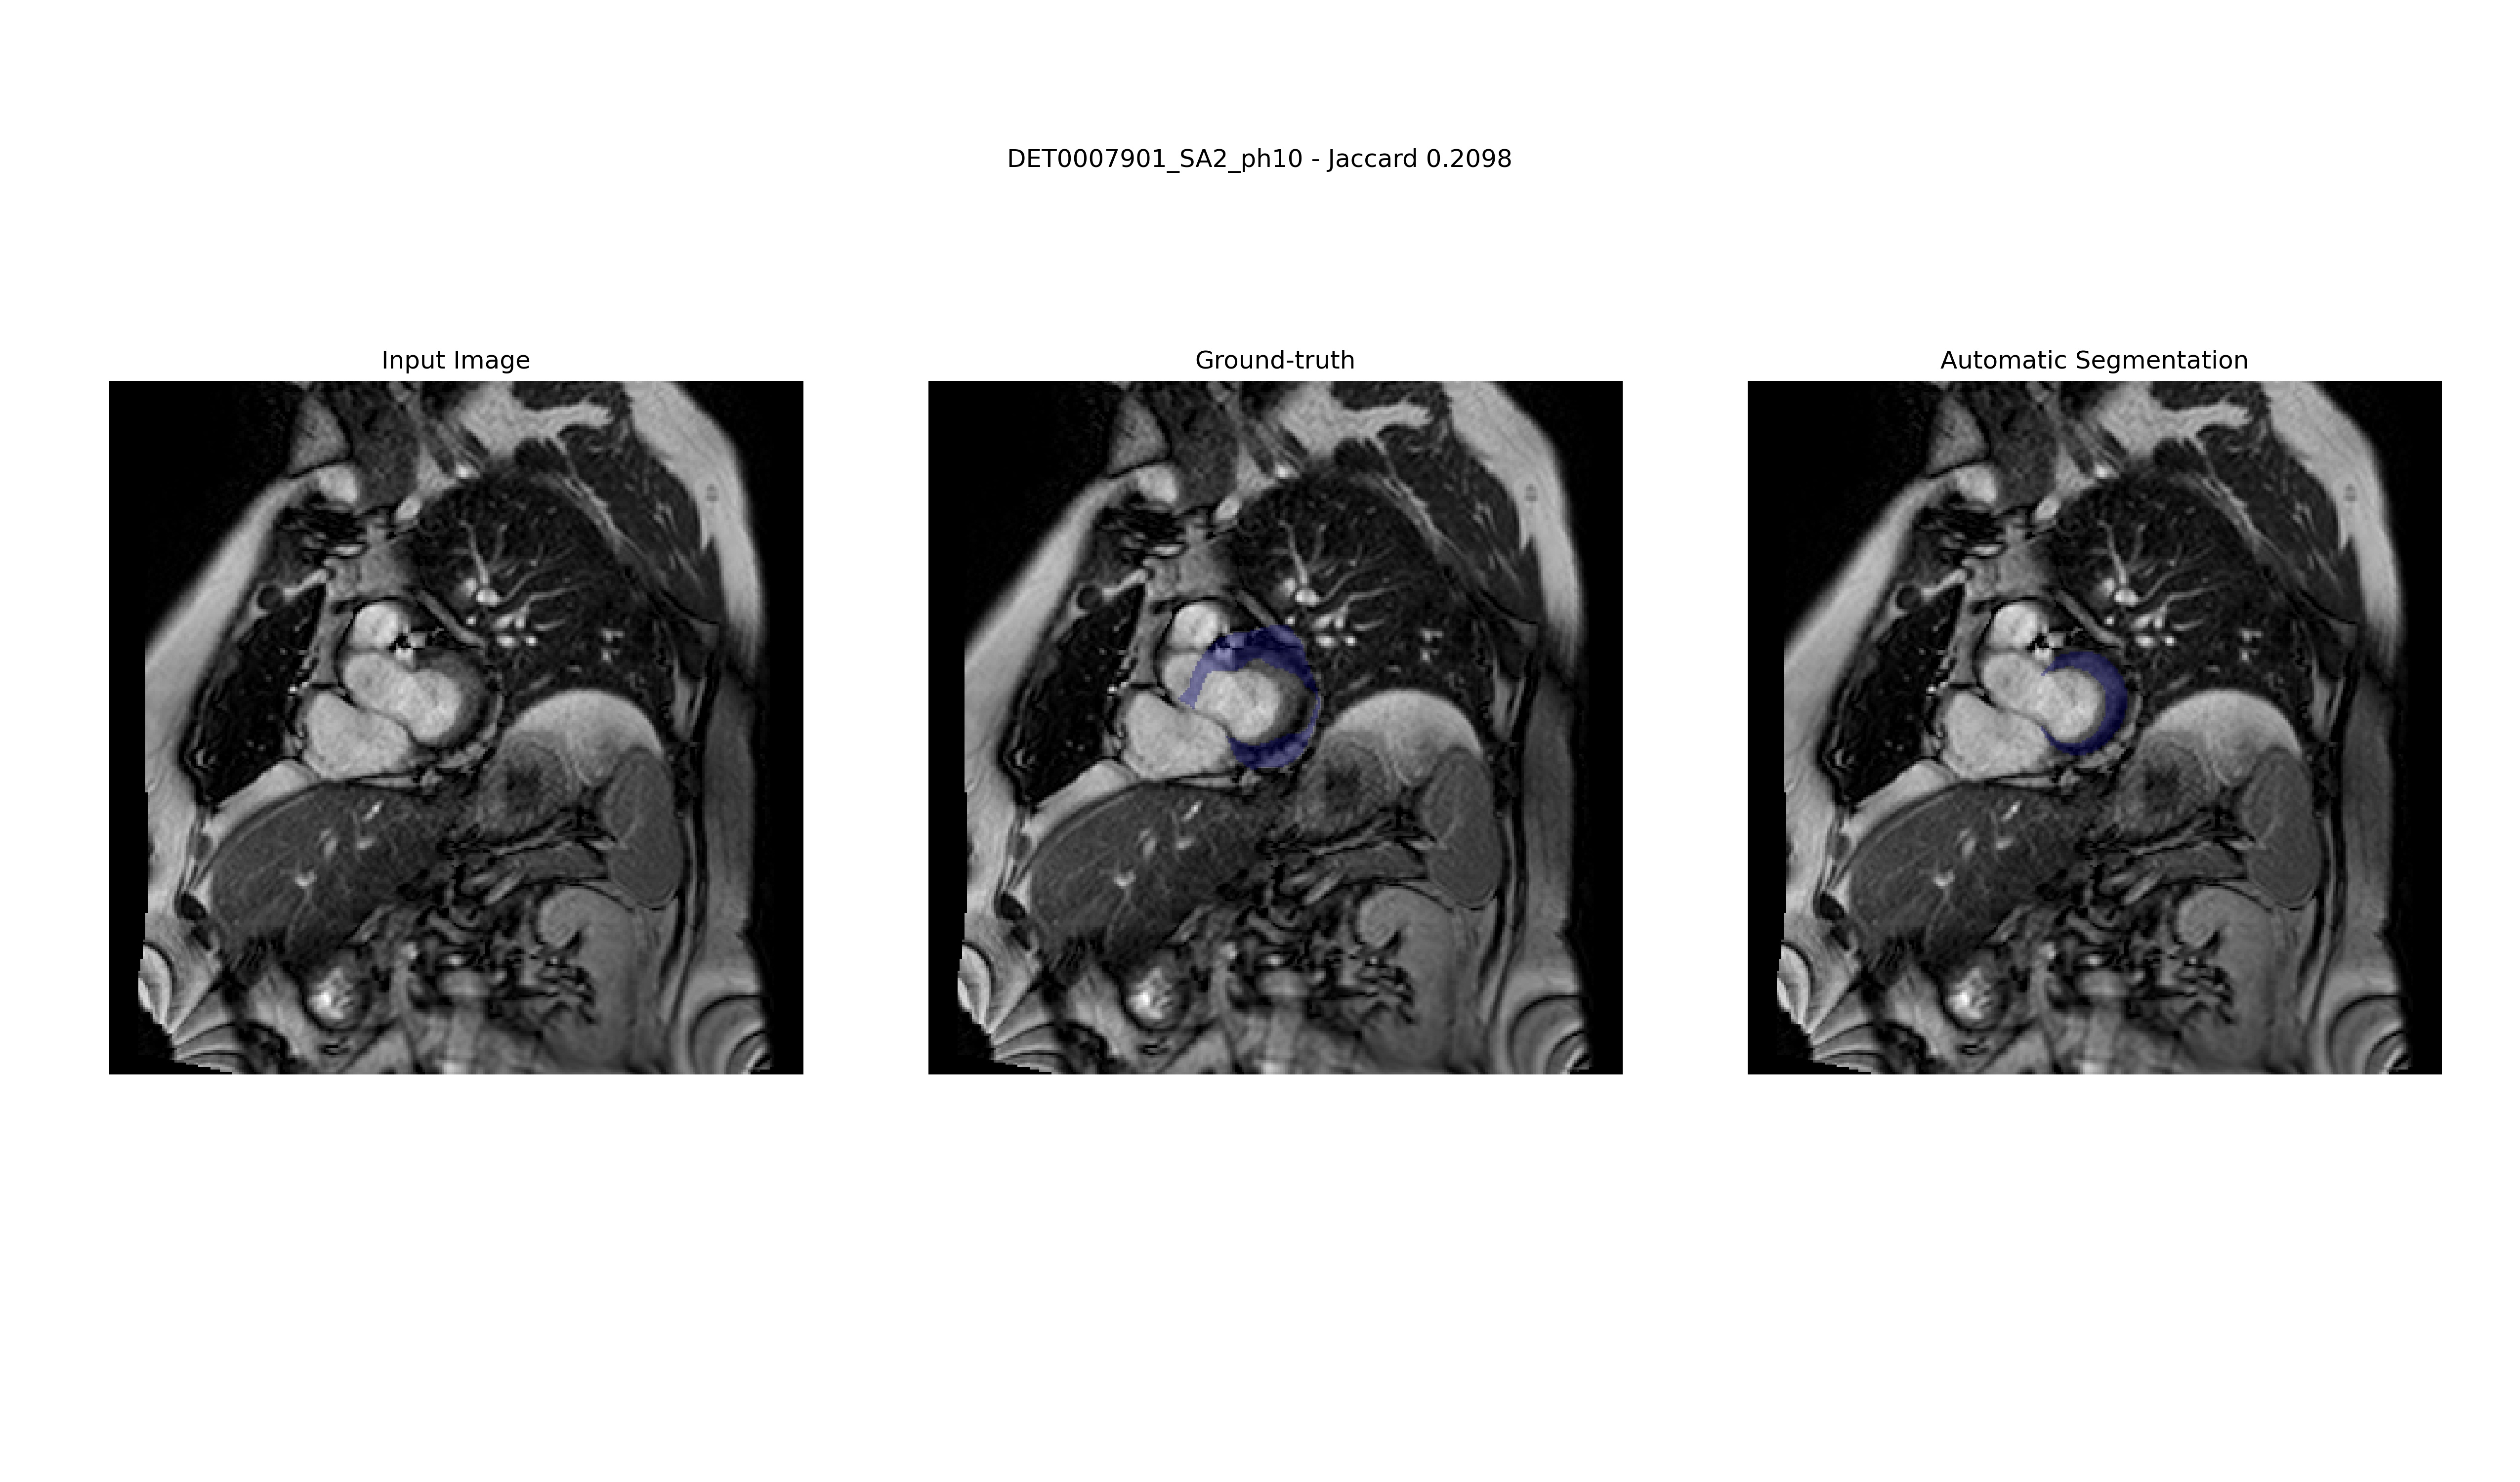 DET0007901_SA2_ph10 - Jaccard 0.2098
Input Image
Ground-truth
Automatic Segmentation